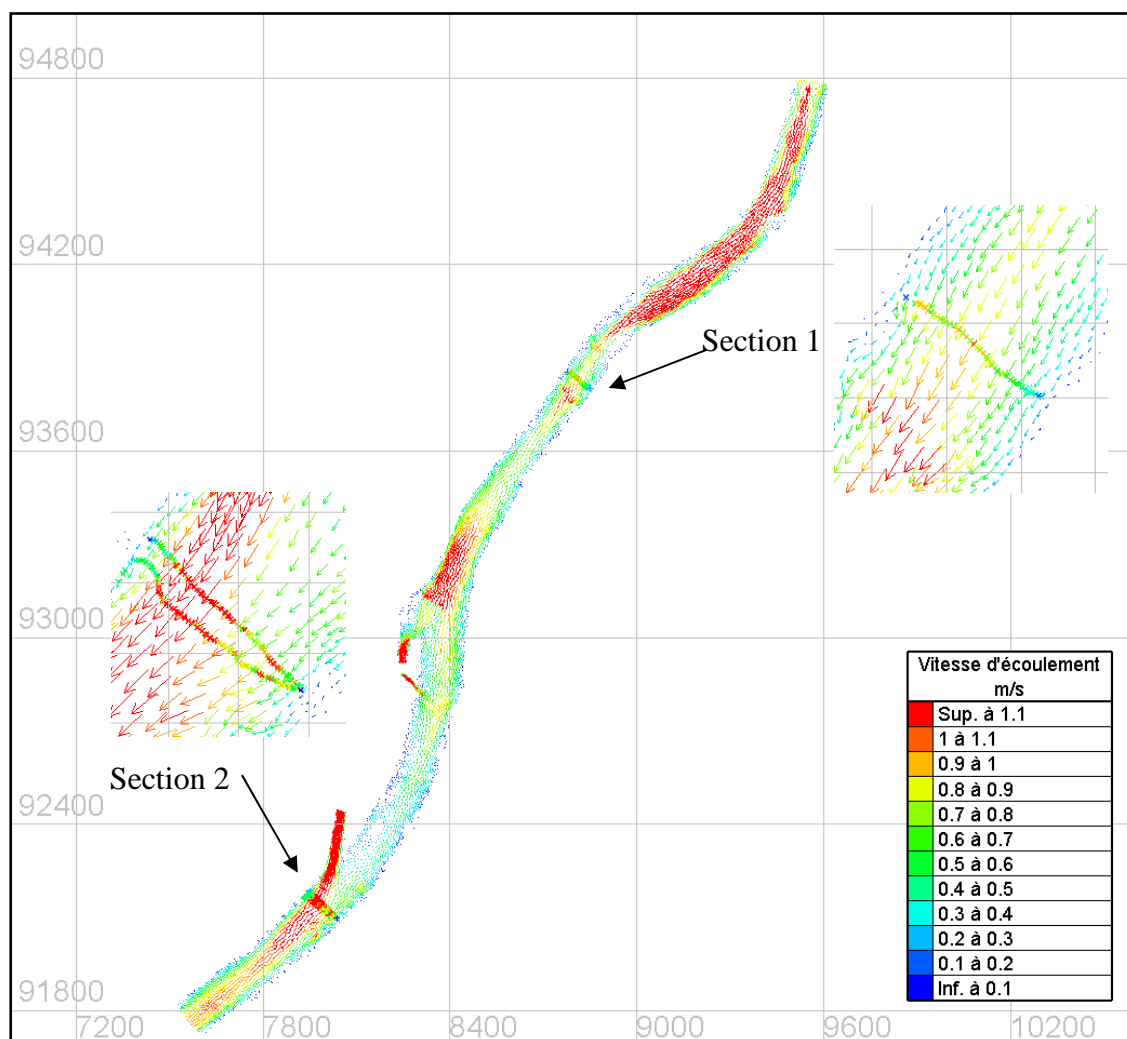 94800
94200
Section 1
93600
93000
Vitesse d'écoulement
m/s
Sup. à 1.1
1 à 1.1
0.9 à 1
0.8 à 0.9
0.7 à 0.8
0.6 à 0.7
0.5 à 0.6
0.4 à 0.5
0.3 à 0.4
0.2 à 0.3
0.1 à 0.2
Inf. à 0.1
Section 2
92400
91800
7200 7800 8400 9000 9600 10200